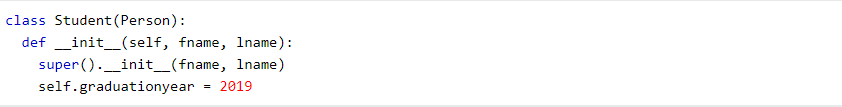 class Student(Person):
  def __init__(self, fname, lname):
    super().__init__(fname, lname)
    self.graduationyear = 2019